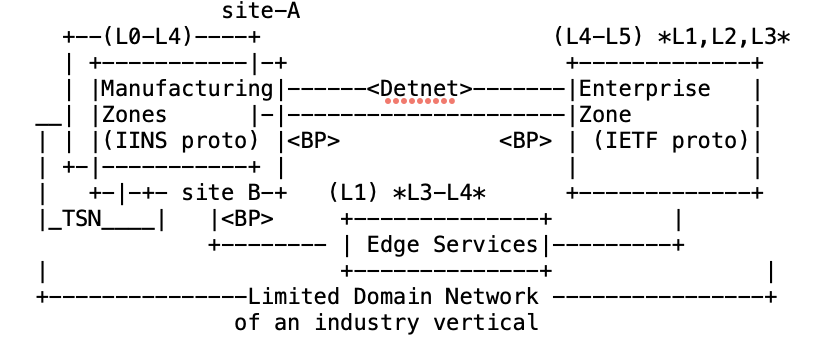 site-A
+--(L0-L4)----+ (L4-L5) *L1,L2,L3*
| +-----------|-+ +-------------+
| |Manufacturing|------<Detnet>-------|Enterprise |
__| |Zones |-|---------------------|Zone |
| | |(IINS proto) |<BP> <BP> | (IETF proto)|
| +-|-----------+ | | |
| +-|-+- site B-+ (L1) *L3-L4* +-------------+
|_TSN____| |<BP> +--------------+ |
+-------- | Edge Services|---------+
| +--------------+ |
+---------------Limited Domain Network ----------------+
of an industry vertical